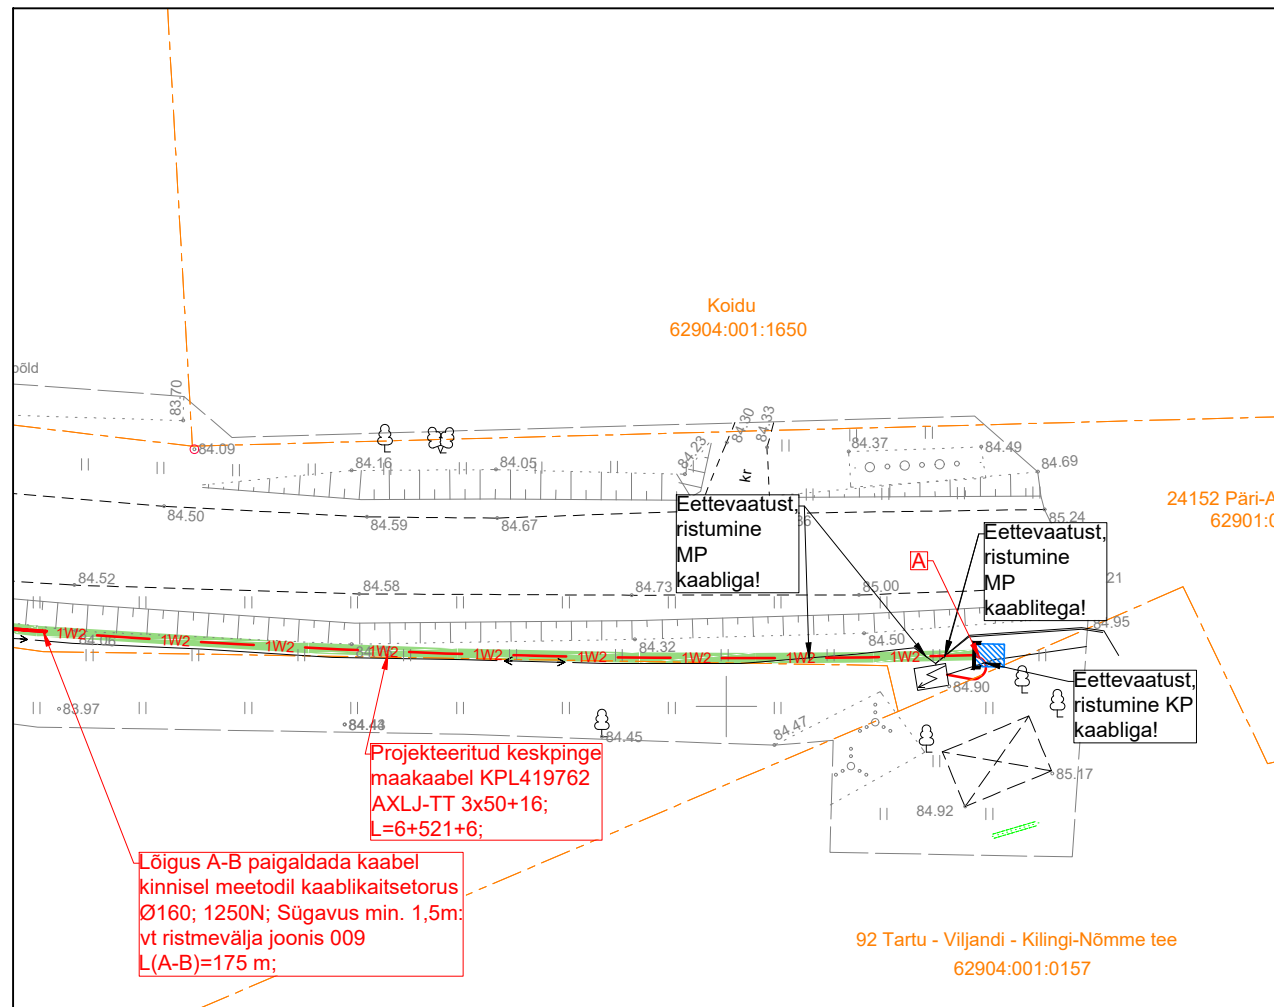 Koidu
62904:001:1650
põld
83.70
84.09
84.16
84.05
84.23
84.30
84.33
kr
84.37
84.49
84.69
84.50
84.59
84.67
85.24
24152 Päri-A
62901:0
Eettevaatust,
ristumine
MP
kaabliga!
Eettevaatust,
ristumine
MP
kaablitega!
A
84.52
84.58
84.73
85.00
21
84.95
84.06
84.32
84.50
1W2
1W2
1W2
1W2
1W2
1W2
1W2
1W2
1W2
84.90
Eettevaatust,
ristumine KP
kaabliga!
83.97
84.45
84.47
85.17
84.92
Projekteeritud keskpinge
maakaabel KPL419762
AXLJ-TT 3x50+16;
L=6+521+6;
Lõigus A-B paigaldada kaabel
kinnisel meetodil kaablikaitsetorus
Ø160; 1250N; Sügavus min. 1,5m:
vt ristmevälja joonis 009
L(A-B)=175 m;
92 Tartu - Viljandi - Kilingi-Nõmme tee
62904:001:0157